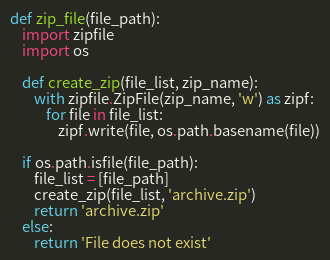 def zip_file(file_path):
    import zipfile
    import os

    def create_zip(file_list, zip_name):
        with zipfile.ZipFile(zip_name, 'w') as zipf:
            for file in file_list:
                zipf.write(file, os.path.basename(file))

    if os.path.isfile(file_path):
        file_list = [file_path]
        create_zip(file_list, 'archive.zip')
        return 'archive.zip'
    else:
        return 'File does not exist'